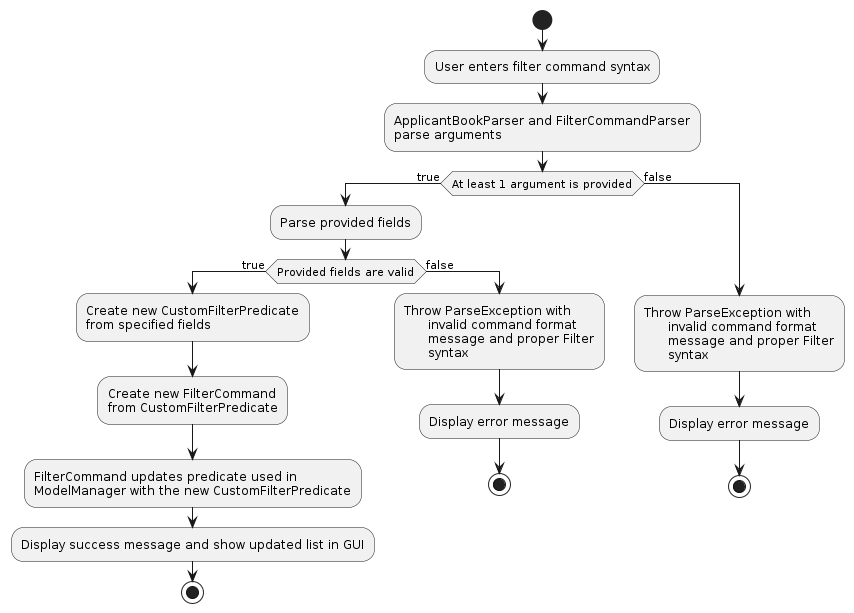 User enters filter command syntax
ApplicantBookParser and FilterCommandParser
parse arguments
true
At least 1 argument is provided
false
Parse provided fields
true
Provided fields are valid
false
Create new CustomFilterPredicate
from specified fields
Throw ParseException with
invalid command format
message and proper Filter
syntax
Throw ParseException with
invalid command format
message and proper Filter
syntax
Create new FilterCommand
from CustomFilterPredicate
Display error message
Display error message
FilterCommand updates predicate used in
ModelManager with the new CustomFilterPredicate
Display success message and show updated list in GUI